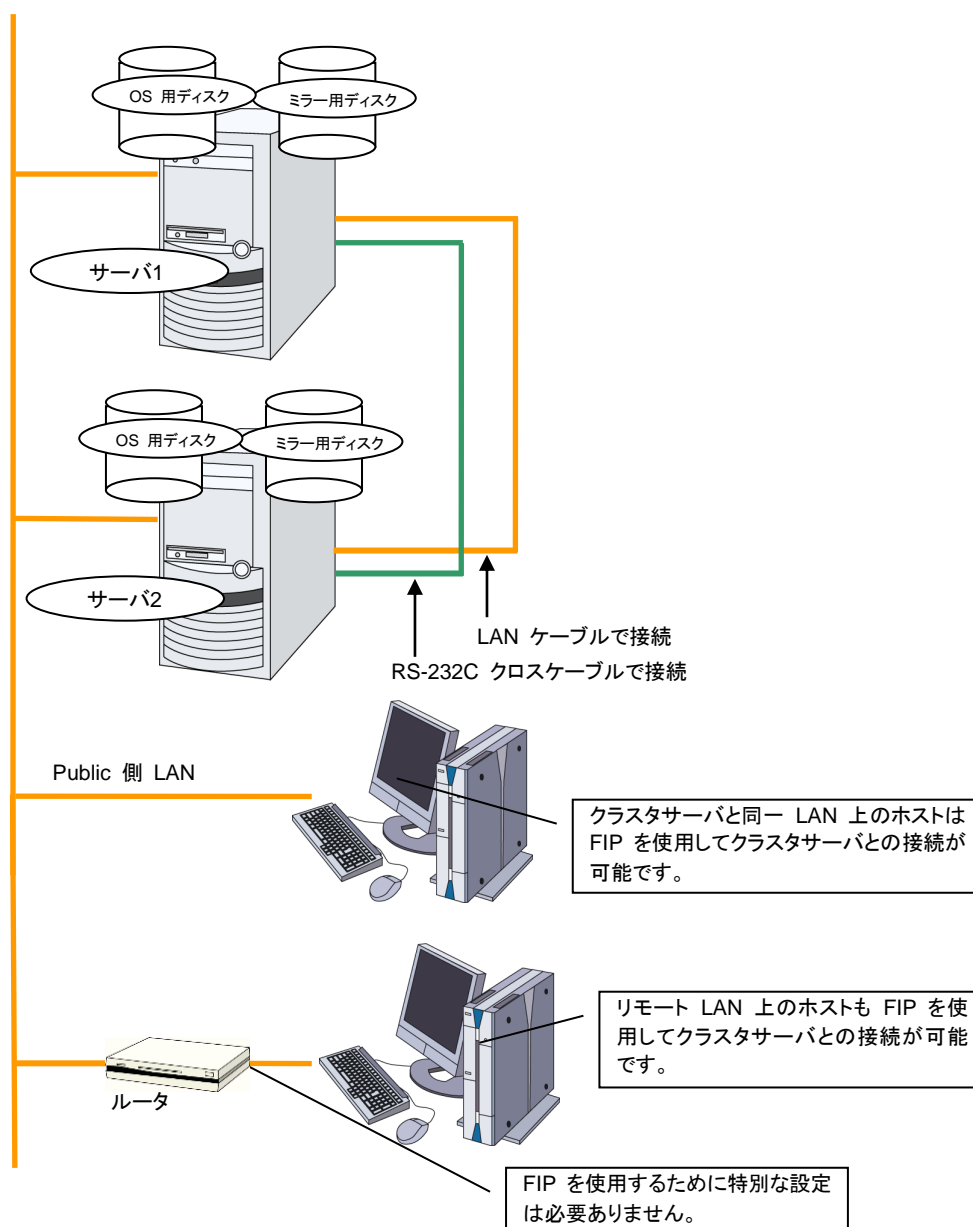 OS 用ディスク
ミラー用ディスク
サーバ1
OS 用ディスク
ミラー用ディスク
サーバ2
LAN ケーブルで接続
RS-232C クロスケーブルで接続
Public 側 LAN
クラスタサーバと同一 LAN 上のホストは
FIP を使用してクラスタサーバとの接続が
可能です。
リモート LAN 上のホストも FIP を使
用してクラスタサーバとの接続が可能
です。
ルータ
FIP を使用するために特別な設定
は必要ありません。